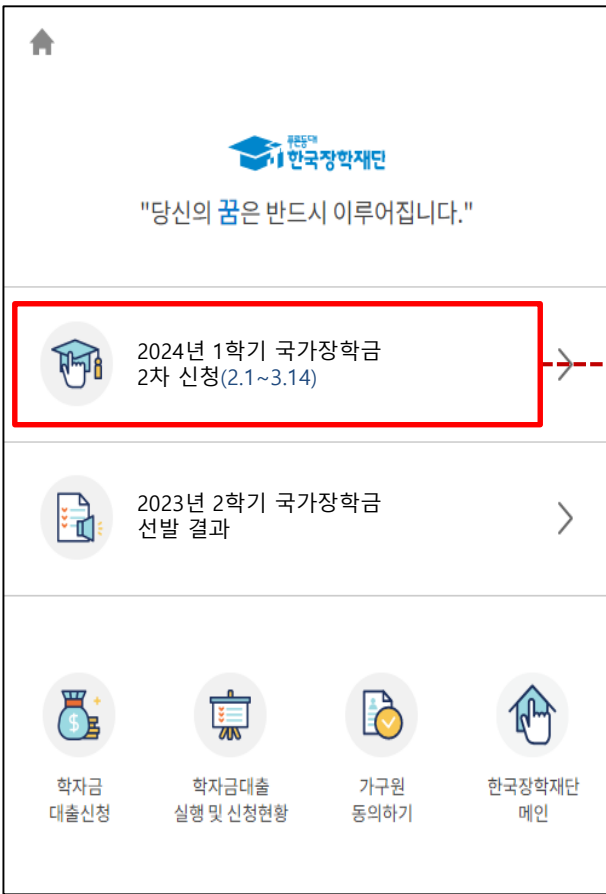 푸른등대
한국장학재단
"당신의 꿈은 반드시 이루어집니다."
2024년 1학기 국가장학금
2차 신청(2.1~3.14)
2023년 2학기 국가장학금
선발 결과
학자금
대출신청
학자금대출
실행 및 신청현황
가구원
동의하기
한국장학재단
메인